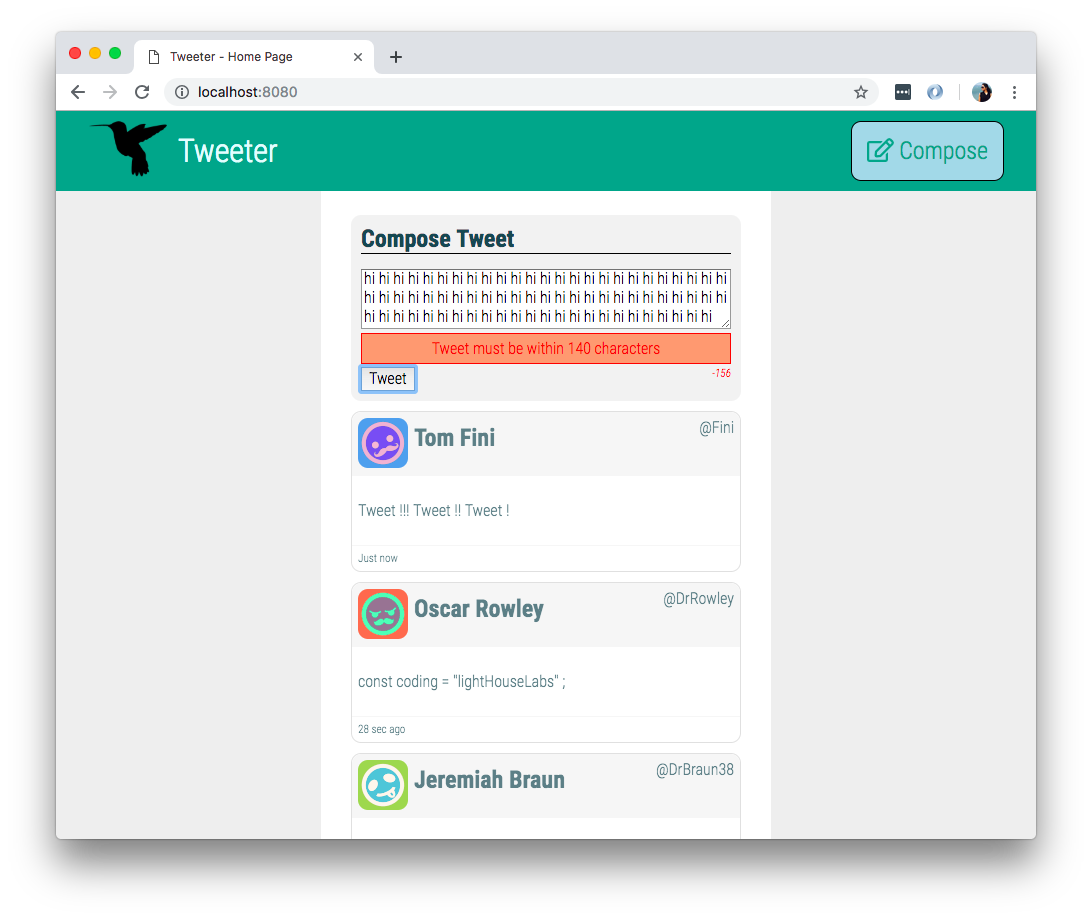 Tweeter - Home Page
localhost:8080
Tweeter
Compose
Compose Tweet
hi hi hi hi hi hi hi hi hi hi hi hi hi hi hi hi hi hi hi hi hi hi hi hi hi
hi hi hi hi hi hi hi hi hi hi hi hi hi hi hi hi hi hi hi hi hi hi hi hi hi
hi hi hi hi hi hi hi hi hi hi hi hi hi hi hi hi hi hi hi hi hi hi hi hi
Tweet must be within 140 characters
Tweet
-156
Tom Fini
@Fini
Tweet !!! Tweet !! Tweet !
Just now
Oscar Rowley
@DrRowley
const coding = "lightHouseLabs" ;
28 sec ago
Jeremiah Braun
@DrBraun38